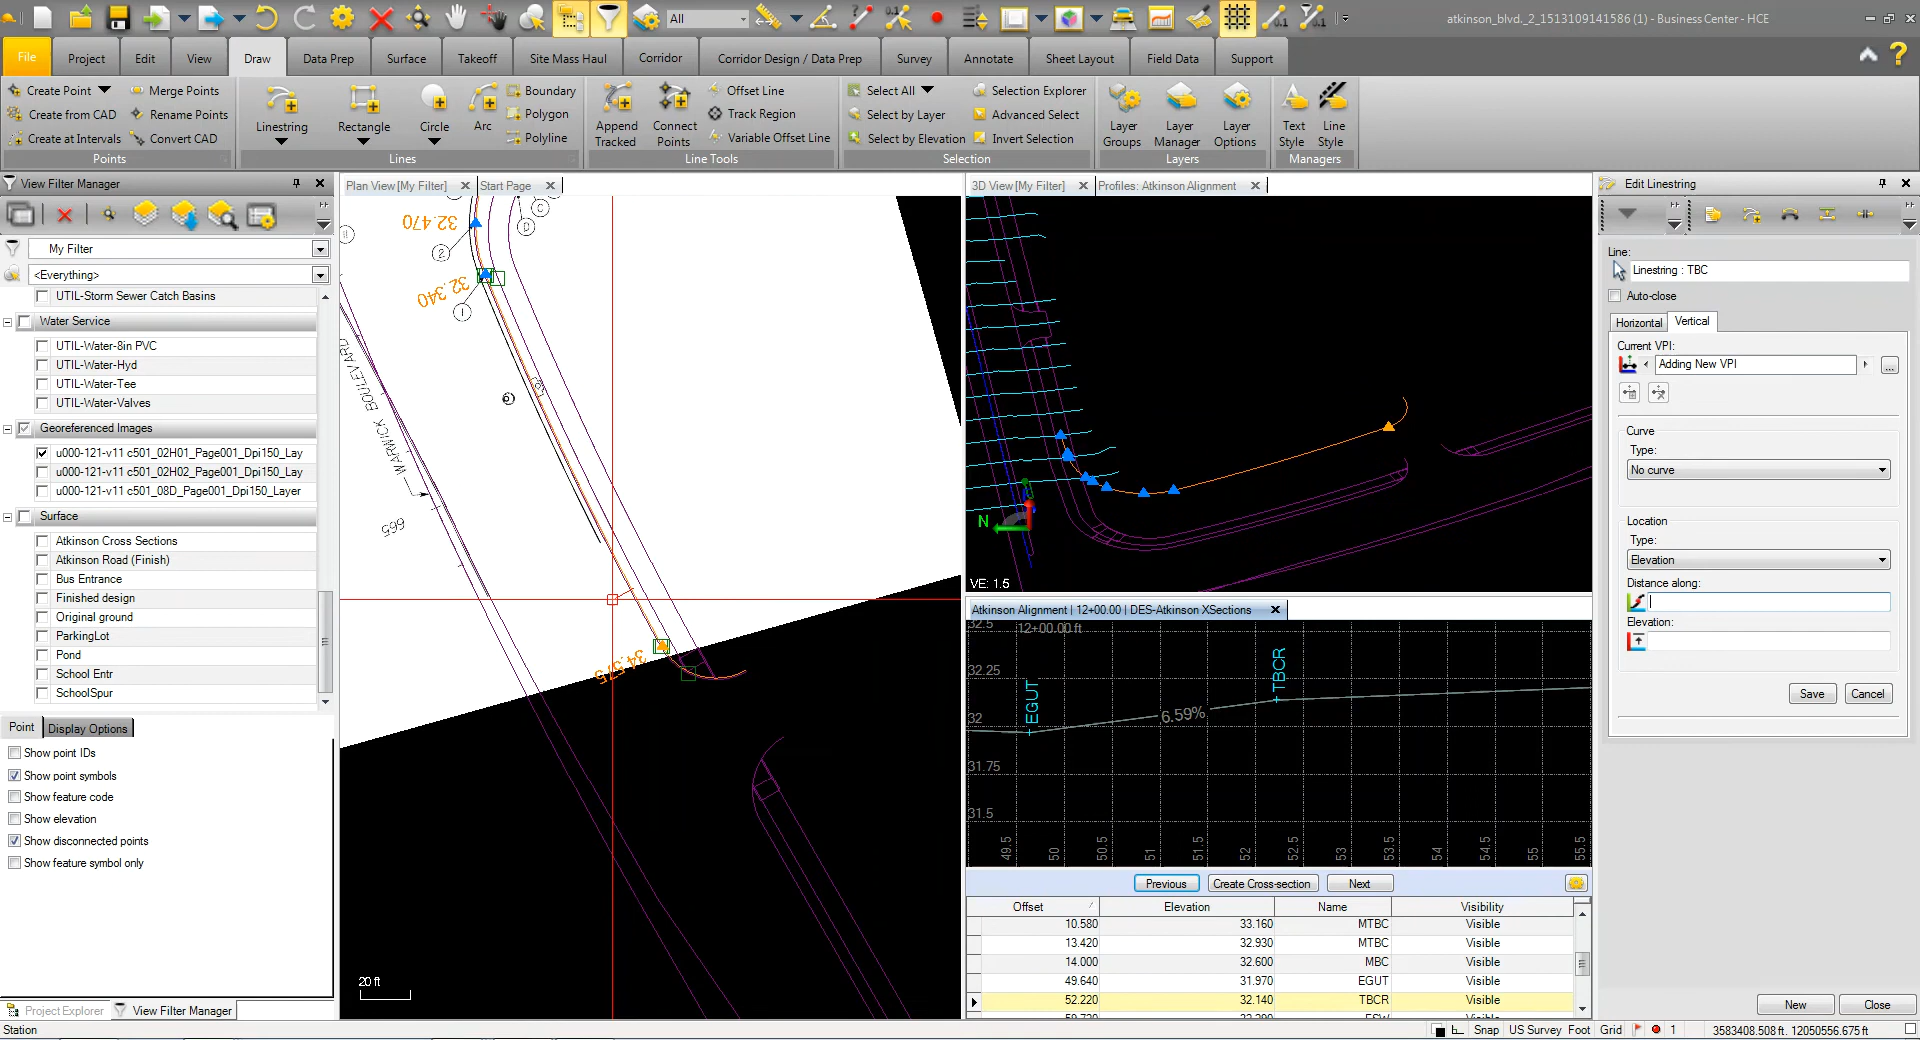 All
atkinson_blvd._2_1513109141586 (1) - Business Center - HCE
File
Project
Edit
View
Draw
Data Prep
Surface
Takeoff
Site Mass Haul
Corridor
Corridor Design / Data Prep
Survey
Annotate
Sheet Layout
Field Data
Support
Create Point
Merge Points
Create from CAD
Rename Points
Create at Intervals
Convert CAD
Points
Linestring
Rectangle
Circle
Arc
Boundary
Polygon
Polyline
Lines
Append Tracked
Connect Points
Offset Line
Track Region
Variable Offset Line
Line Tools
Select All
Select by Layer
Select by Elevation
Selection Explorer
Advanced Select
Invert Selection
Selection
Layer Groups
Layer Manager
Layer Options
Layers
Text Style
Line Style
Managers
View Filter Manager
My Filter
<Everything>
UTIL-Storm Sewer Catch Basins
Water Service
UTIL-Water-8in PVC
UTIL-Water-Hyd
UTIL-Water-Tee
UTIL-Water-Valves
Georeferenced Images
u000-121-v11 c501_02H01_Page001_Dpi150_Lay
u000-121-v11 c501_02H02_Page001_Dpi150_Lay
u000-121-v11 c501_08D_Page001_Dpi150_Layer
Surface
Atkinson Cross Sections
Atkinson Road (Finish)
Bus Entrance
Finished design
Original ground
ParkingLot
Pond
School Entr
SchoolSpur
Point
Display Options
Show point IDs
Show point symbols
Show feature code
Show elevation
Show disconnected points
Show feature symbol only
Project Explorer
View Filter Manager
Station
Plan View[My Filter]
Start Page
32.470
32.340
34.575
WARWICK BOULEVARD
665
C
D
2
1
20 ft
3D View[My Filter]
Profiles: Atkinson Alignment
N
VE: 1.5
Atkinson Alignment | 12+00.00 | DES-Atkinson XSections
32.5
12+00.00 ft
32.25
32
31.75
31.5
EGUT
6.59%
TBCR
49.5
50
50.5
51
51.5
52
52.5
53
53.5
54
54.5
55
55.5
Previous
Create Cross-section
Next
Offset
Elevation
Name
Visibility
10.580 33.160 MTBC Visible
13.420 32.930 MTBC Visible
14.000 32.600 MBC Visible
49.640 31.970 EGUT Visible
52.220 32.140 TBCR Visible
Edit Linestring
Line:
Linestring : TBC
Auto-close
Horizontal
Vertical
Current VPI:
Adding New VPI
...
Curve
Type:
No curve
Location
Type:
Elevation
Distance along:
Elevation:
Save
Cancel
New
Close
Snap
US Survey Foot
Grid
1
3583408.508 ft. 12050556.675 ft